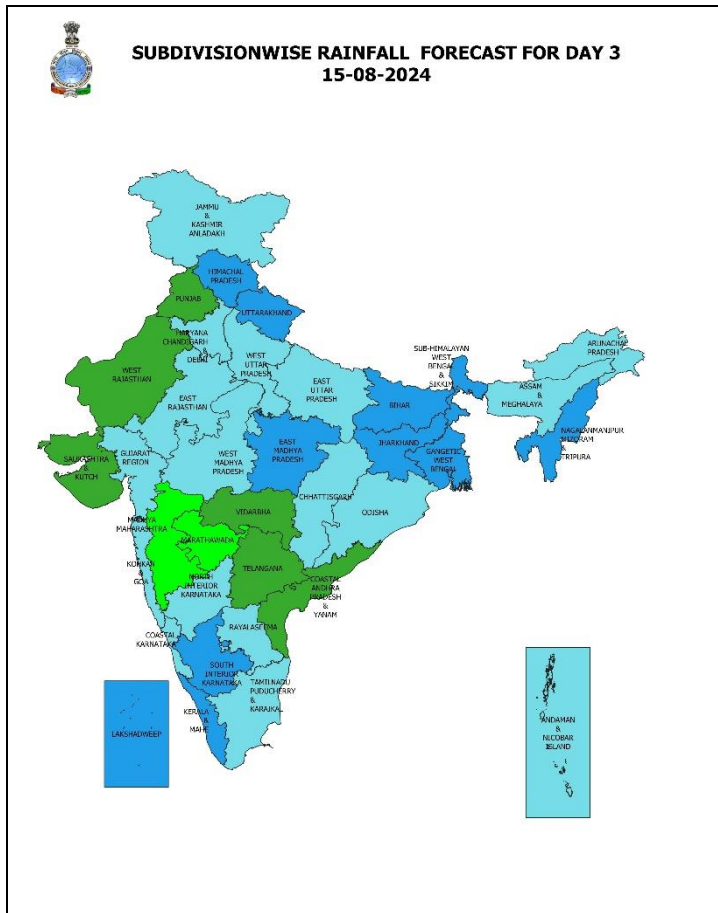 SUBDIVISIONWISE RAINFALL FORECAST FOR DAY 3
15-08-2024
JAMMU
&
KASHMIR
ANLADAKH
HIMACHAL
PRADESH
PUNJAB
UTTARAKHAND
HARYANA
CHANDIGARH
&
DELHI
WEST
UTTAR
PRADESH
WEST
RAJASTHAN
EAST
RAJASTHAN
EAST
UTTAR
PRADESH
SUB-HIMALAYAN
WEST
BENGAL
&
SIKKIM
ARUNACHAL
PRADESH
ASSAM
&
MEGHALAYA
BIHAR
NAGALANMANIPUR
MIZORAM
&
TRIPURA
SAURASHTRA
&
KUTCH
GUJARAT
REGION
WEST
MADHYA
PRADESH
EAST
MADHYA
PRADESH
JHARKHAND
GANGETIC
WEST
BENGAL
CHHATTISGARH
ODISHA
MADHYA
MAHARASHTRA
VIDARBHA
MARATHAWADA
KONKAN
&
GOA
NORTH
INTERIOR
KARNATAKA
TELANGANA
COASTAL
ANDHRA
PRADESH
&
YANAM
RAYALASEEMA
COASTAL
KARNATAKA
SOUTH
INTERIOR
KARNATAKA
TAMILNADU
PUDUCHERRY
&
KARAIKAL
KERALA
&
MAHE
LAKSHADWEEP
ANDAMAN
&
NICOBAR
ISLAND